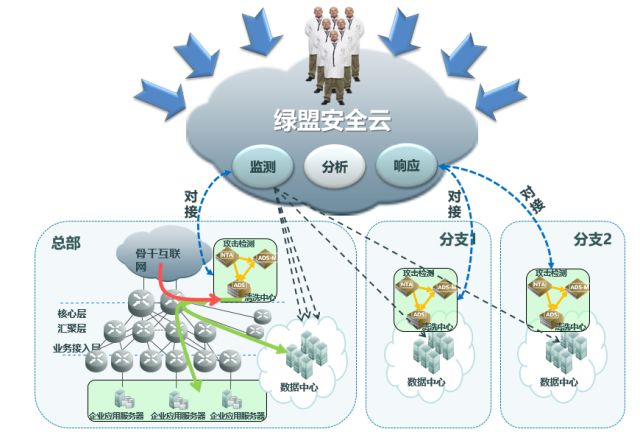 绿盟安全云
监测
分析
响应
对接
对接
对接
总部
分支1
分支2
骨干互联
网
攻击检测
NTA
ADS-M
ADS
清洗中心
攻击检测
NTA
ADS-M
ADS
清洗中心
攻击检测
NTA
ADS-M
ADS
清洗中心
核心层
汇聚层
业务接入层
数据中心
数据中心
数据中心
企业应用服务器
企业应用服务器
企业应用服务器